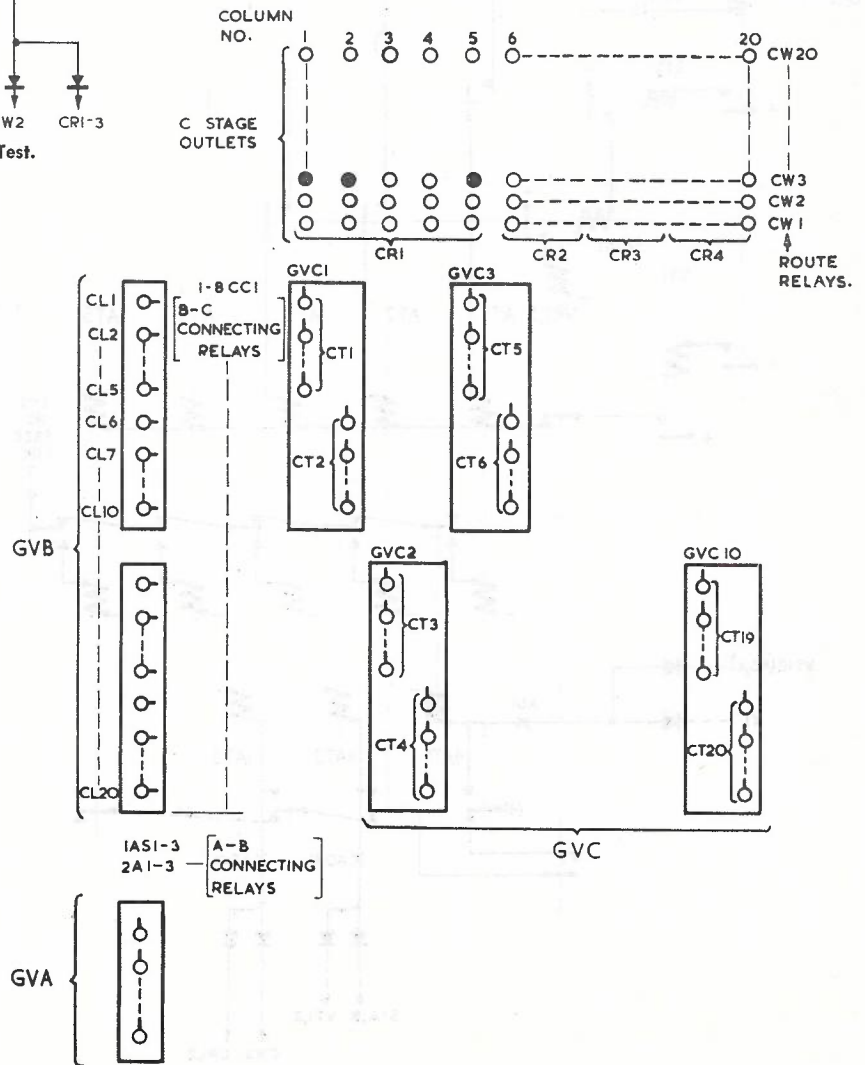 COLUMN
NO. 1 2 3 4 5 6 20
CW20
W2 CR1-3
Test.
C STAGE
OUTLETS
CW3
CW2
CW1
CR1 CR2 CR3 CR4
ROUTE
RELAYS.
GVC1 GVC3
CL1 1-8 CC1
B-C
CONNECTING
RELAYS
CL2
CL5
CL6
CL7
CL10
CT1 CT5
CT2 CT6
GVB
GVC2 GVC 10
CT3 CT19
CT4 CT20
CL20
GVC
1AS1-3
2A1-3
A-B
CONNECTING
RELAYS
GVA